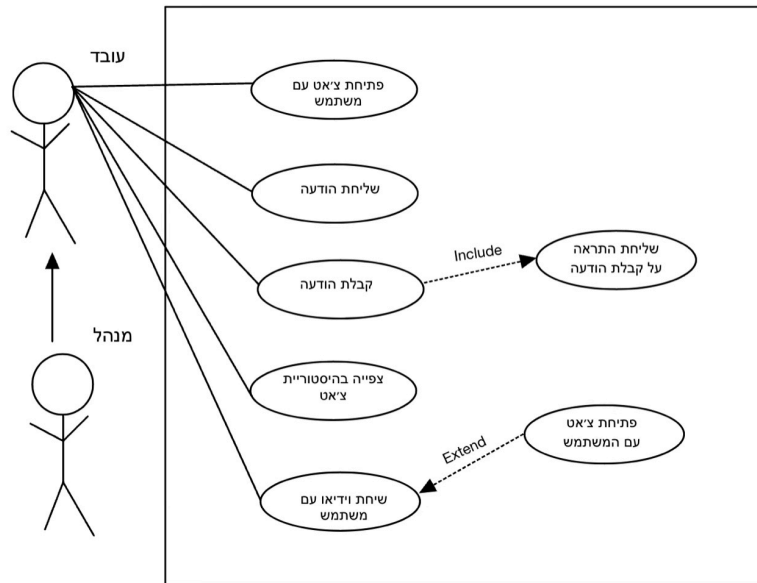 עובד
פתיחת צ'אט עם
משתמש
שליחת הודעה
קבלת הודעה
Include
שליחת התראה
על קבלת הודעה
מנהל
צפייה בהיסטוריית
צ'אט
פתיחת צ'אט
עם המשתמש
Extend
שיחת וידיאו עם
משתמש